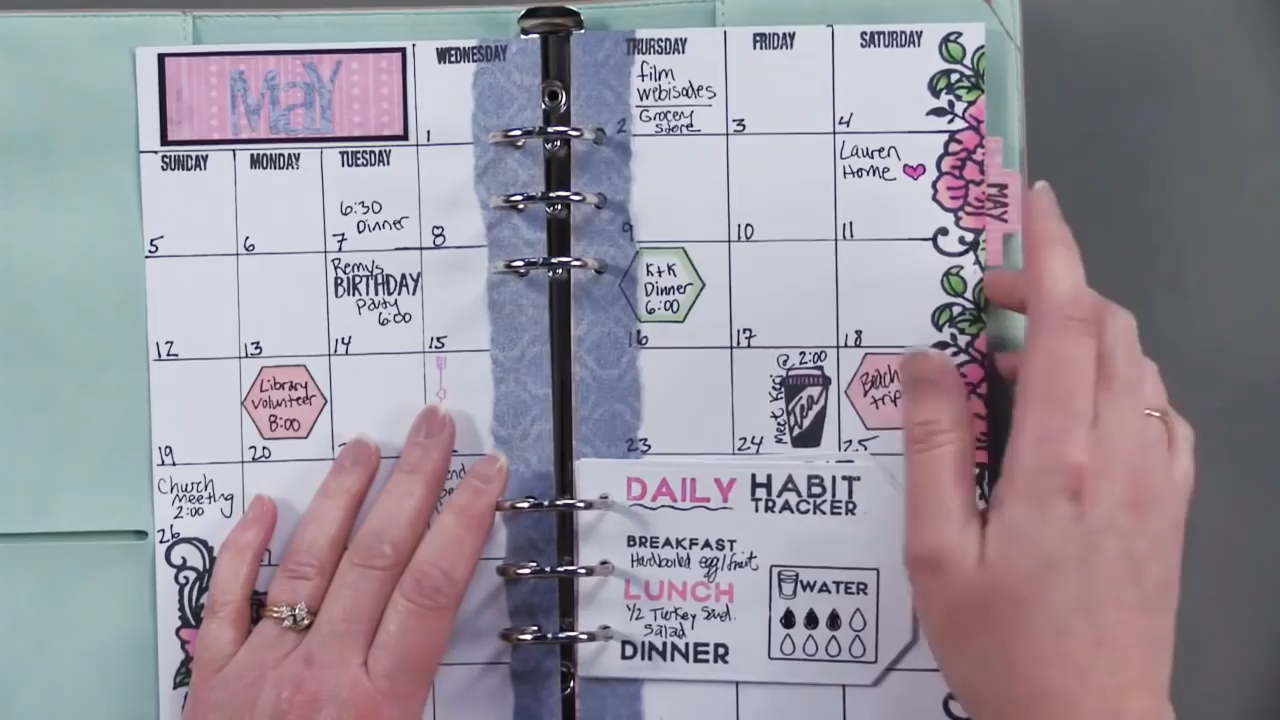 May
WEDNESDAY
THURSDAY
FRIDAY
SATURDAY
film
webisodes
Grocery
store
1
2
3
4
SUNDAY
MONDAY
TUESDAY
Lauren
Home
MAY
6:30
Dinner
5
6
7
8
9
10
11
Remy's
BIRTHDAY
party
6:00
K+K
Dinner
6:00
12
13
14
15
16
17
18
Library
volunteer
8:00
Meet Keri
@ 2:00
Tea
Beach
trip
19
20
23
24
25
Church
meeting
2:00
26
DAILY HABIT
TRACKER
BREAKFAST
Hardboiled egg/fruit
LUNCH
1/2 Turkey Sand.
Salad
DINNER
WATER